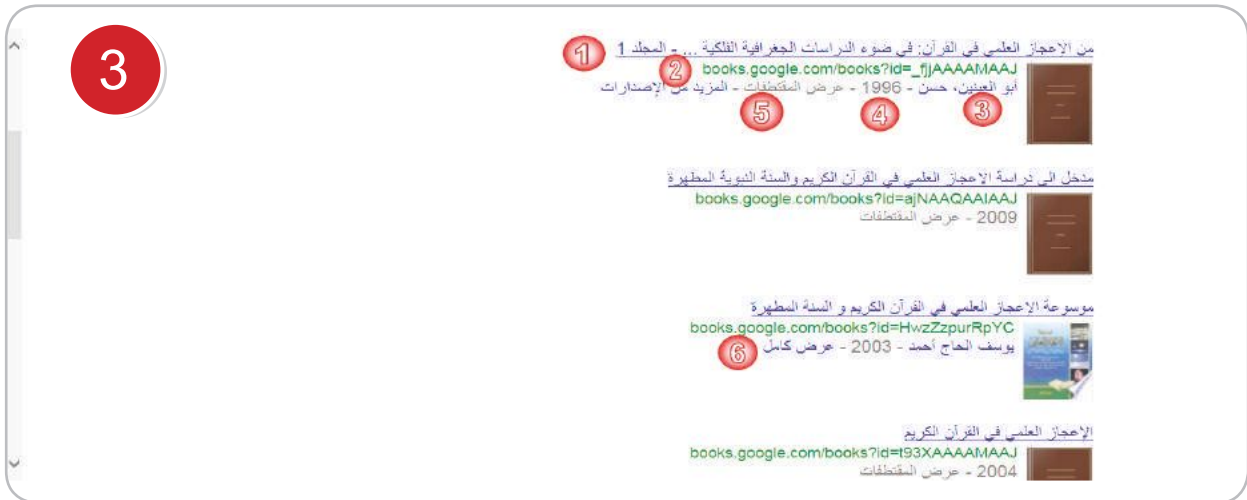 3
من الإعجاز العلمي في القرآن: في ضوء الدراسات الجغرافية الفلكية ... - المجلد 1 1
books.google.com/books?id=_fjjAAAAMAAJ 2
أبو العينين، حسن - 1996 - عرض المقتطفات - المزيد من الإصدارات
3 4 5
مدخل الى دراسة الإعجاز العلمي في القرآن الكريم والسنة النبوية المطهرة
books.google.com/books?id=ajNAAQAAIAAJ
2009 - عرض المقتطفات
موسوعة الإعجاز العلمي في القرآن الكريم و السنة المطهرة
books.google.com/books?id=HwzZzpurRpYC
يوسف الحاج أحمد - 2003 - عرض كامل 6
الإعجاز العلمي في القرآن الكريم
books.google.com/books?id=t93XAAAAMAAJ
2004 - عرض المقتطفات